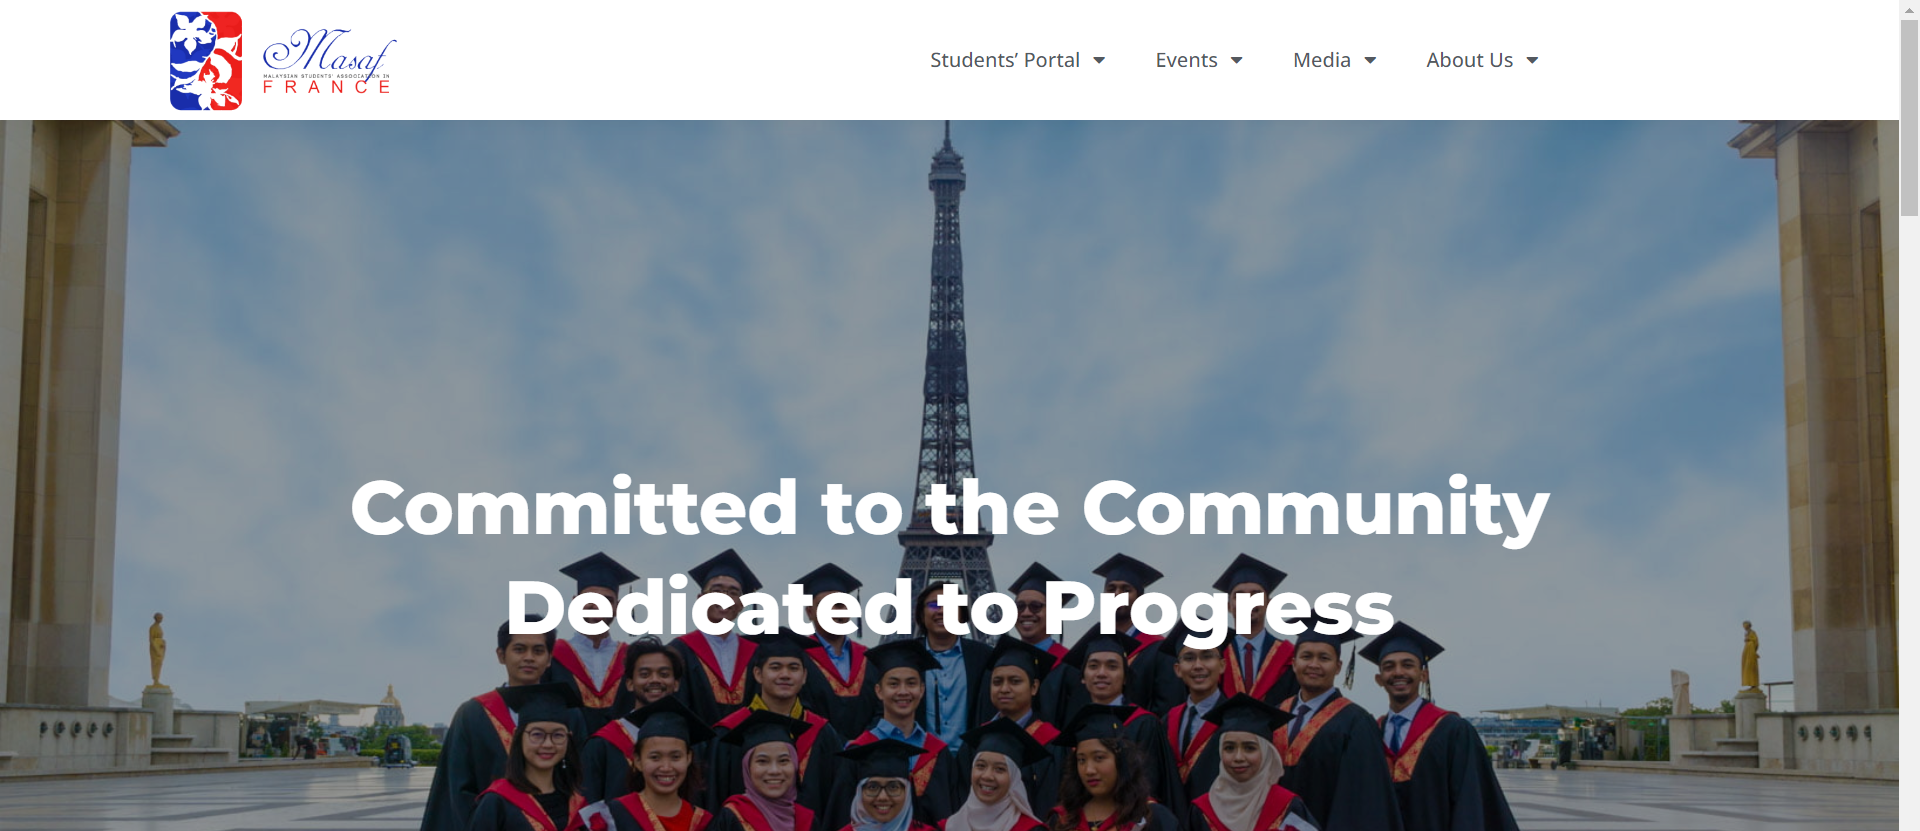 Masaf
MALAYSIAN STUDENTS' ASSOCIATION IN
FRANCE
Students’ Portal
Events
Media
About Us
Committed to the Community
Dedicated to Progress